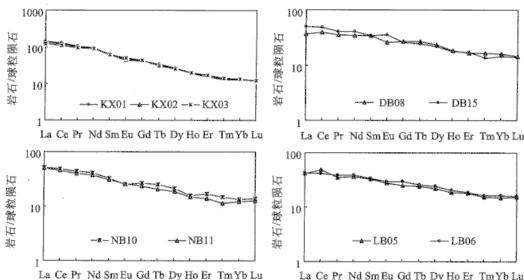 1000
100
10
1
岩石/球粒陨石
KX01 KX02 KX03
La Ce Pr Nd Sm Eu Gd Tb Dy Ho Er Tm Yb Lu
100
10
1
岩石/球粒陨石
DB08 DB15
La Ce Pr Nd Sm Eu Gd Tb Dy Ho Er Tm Yb Lu
100
10
1
岩石/球粒陨石
NB10 NB11
La Ce Pr Nd Sm Eu Gd Tb Dy Ho Er Tm Yb Lu
100
10
1
岩石/球粒陨石
LB05 LB06
La Ce Pr Nd Sm Eu Gd Tb Dy Ho Er Tm Yb Lu